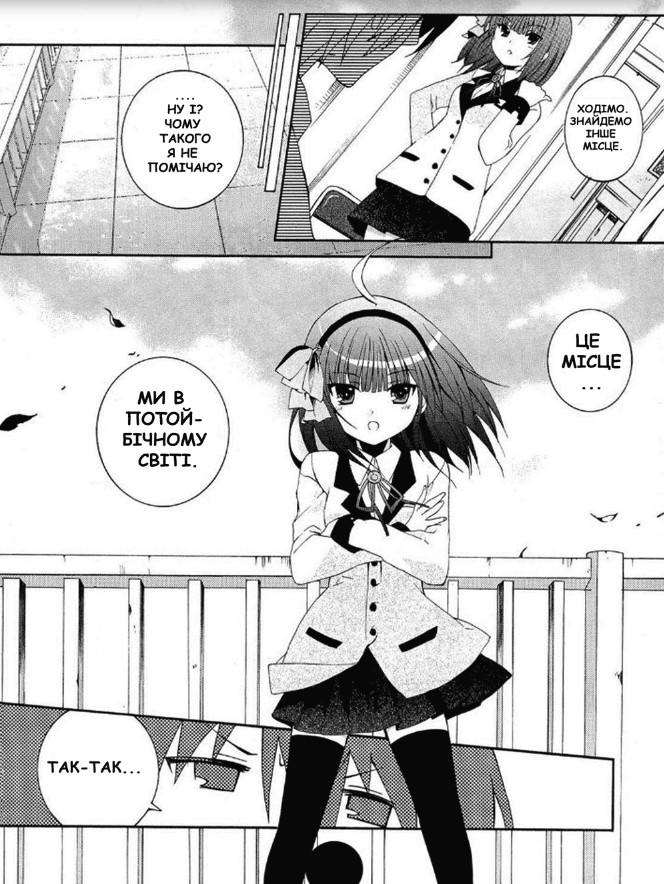 ХОДІМО.
ЗНАЙДЕМО
ІНШЕ
МІСЦЕ.
....
НУ І?
ЧОМУ
ТАКОГО
Я НЕ
ПОМІЧАЮ?
ЦЕ
МІСЦЕ
...
МИ В
ПОТОЙ-
БІЧНОМУ
СВІТІ.
ТАК-ТАК...